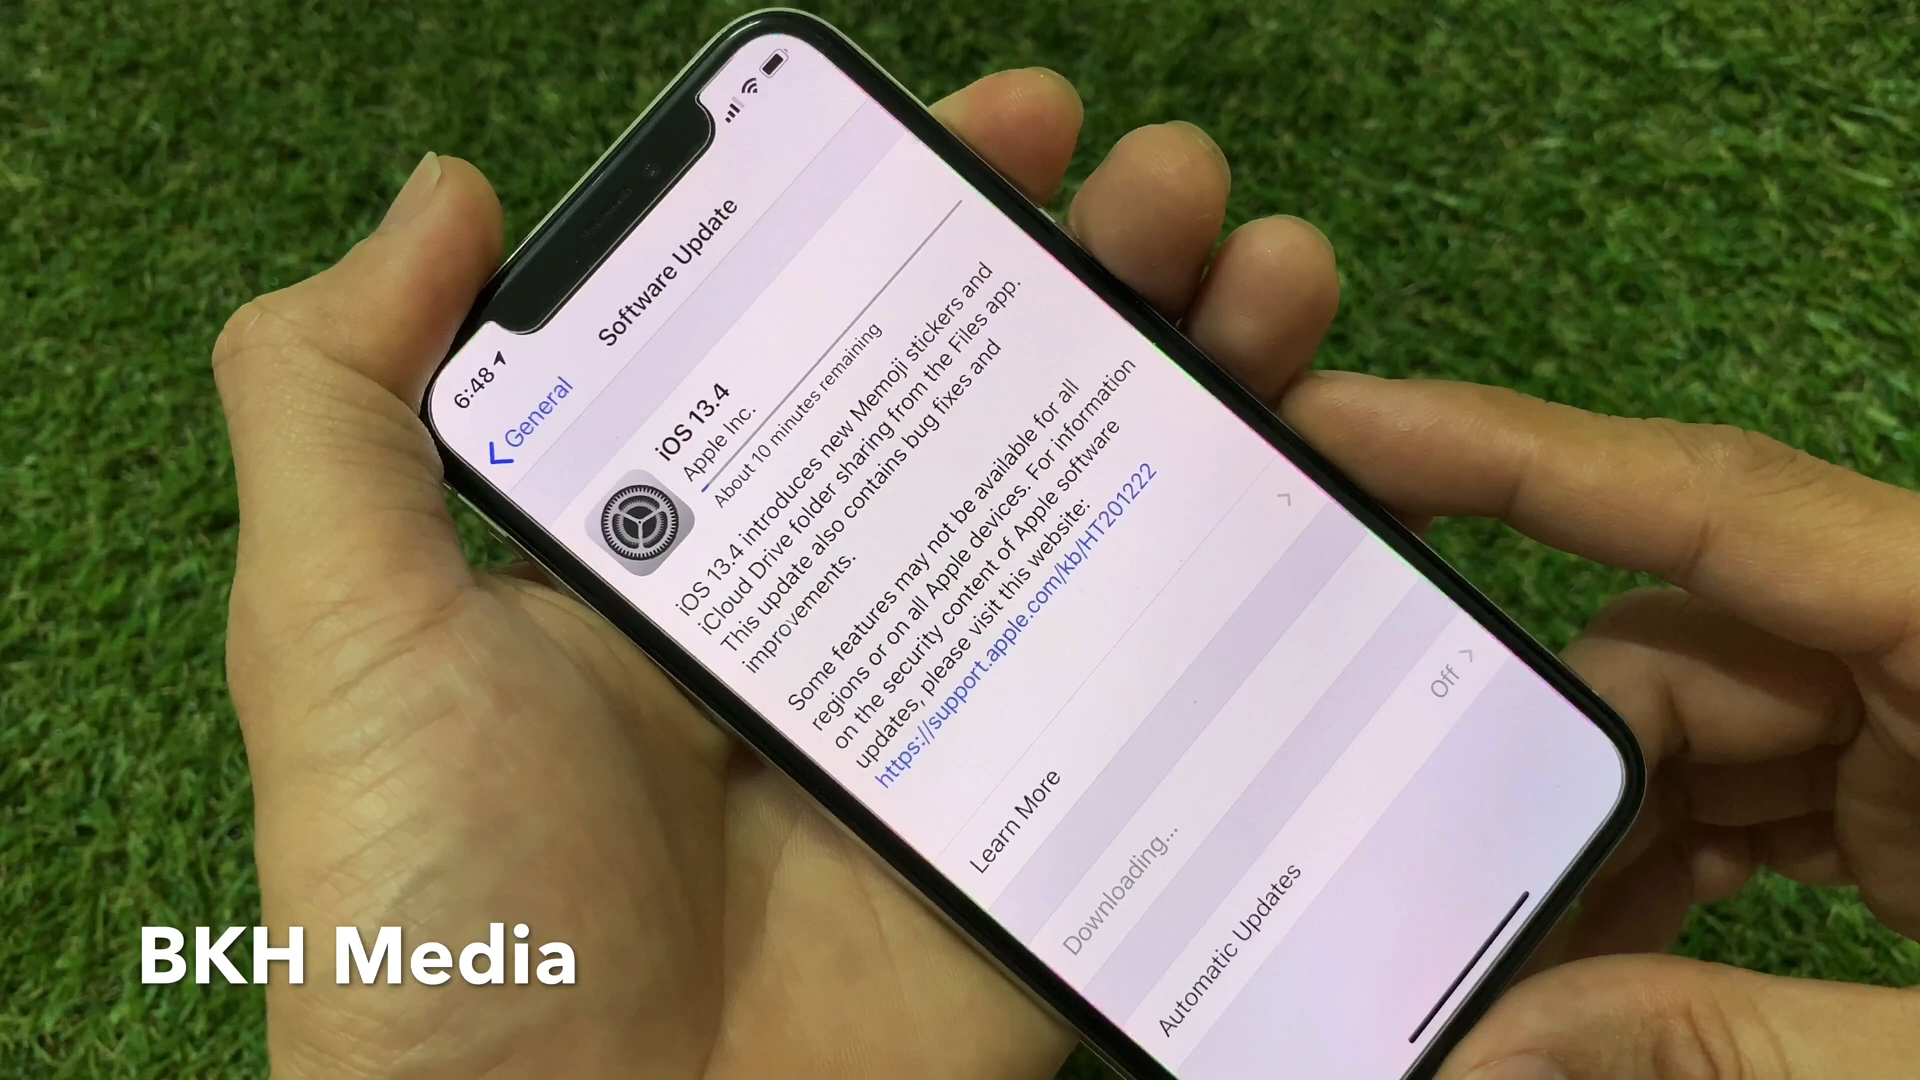 6:48
General
Software Update
iOS 13.4
Apple Inc.
About 10 minutes remaining
iOS 13.4 introduces new Memoji stickers and
iCloud Drive folder sharing from the Files app.
This update also contains bug fixes and
improvements.
Some features may not be available for all
regions or on all Apple devices. For information
on the security content of Apple software
updates, please visit this website:
https://support.apple.com/kb/HT201222
Learn More
Downloading...
Automatic Updates
Off
BKH Media